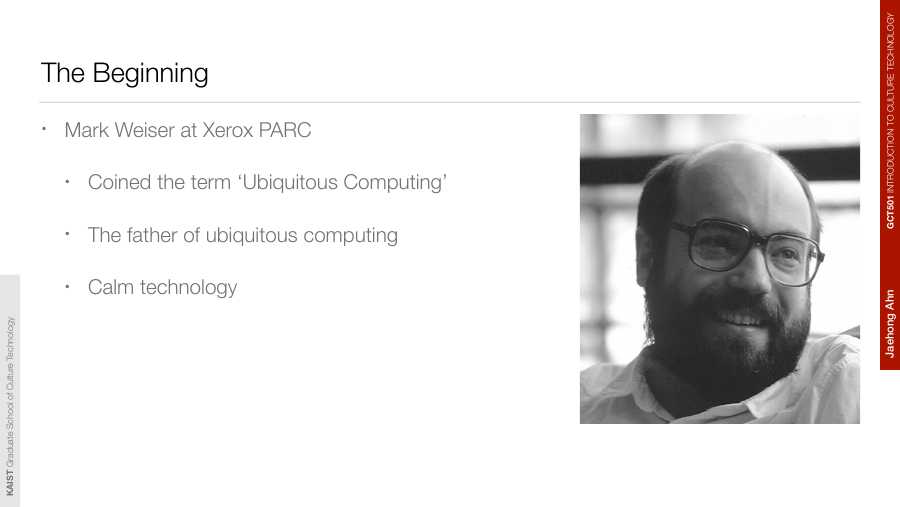 The Beginning
• Mark Weiser at Xerox PARC
• Coined the term ‘Ubiquitous Computing’
• The father of ubiquitous computing
• Calm technology
GCT501 INTRODUCTION TO CULTURE TECHNOLOGY
Jaehong Ahn
KAIST Graduate School of Culture Technology